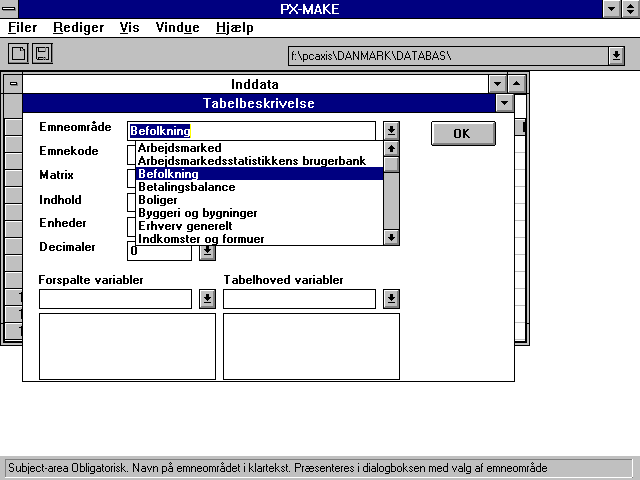 PX-MAKE
Filer Rediger Vis Vindue Hjælp
f:\pcaxis\DANMARK\DATABAS\
Inddata
Tabelbeskrivelse
Emneområde Befolkning OK
Arbejdsmarked
Emnekode
Arbejdsmarkedsstatistikkens brugerbank
Matrix
Befolkning
Betalingsbalance
Indhold
Boliger
Byggeri og bygninger
Enheder
Erhverv generelt
Indkomster og formuer
Decimaler 0
Forspalte variabler Tabelhoved variabler
Subject-area Obligatorisk. Navn på emneområdet i klartekst. Præsenteres i dialogboksen med valg af emneområde